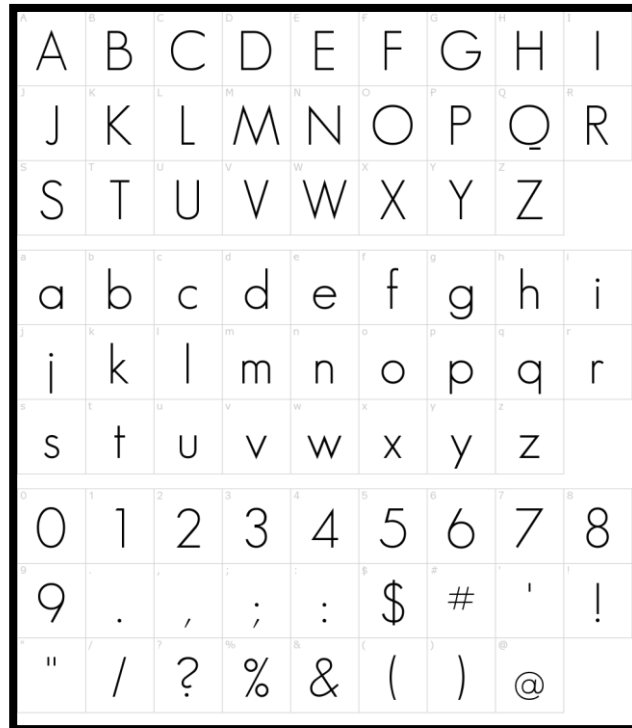 A B C D E F G H I
J K L M N O P Q R
S T U V W X Y Z
a b c d e f g h i
j k l m n o p q r
s t u v w x y z
0 1 2 3 4 5 6 7 8
9 . , ; : $ # ' !
" / ? % & ( ) @